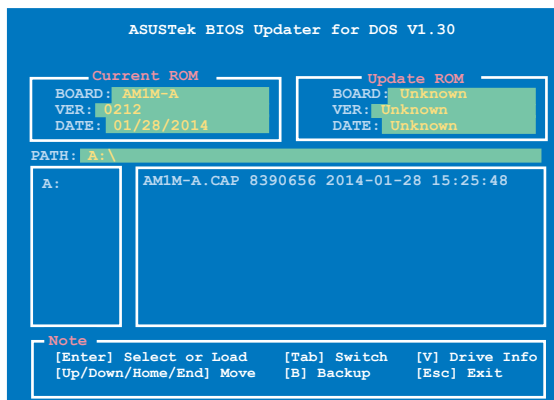 ASUSTek BIOS Updater for DOS V1.30
Current ROM
BOARD: AM1M-A
VER: 0212
DATE: 01/28/2014
Update ROM
BOARD: Unknown
VER: Unknown
DATE: Unknown
PATH: A:\
A:
AM1M-A.CAP 8390656 2014-01-28 15:25:48
Note
[Enter] Select or Load [Tab] Switch [V] Drive Info
[Up/Down/Home/End] Move [B] Backup [Esc] Exit